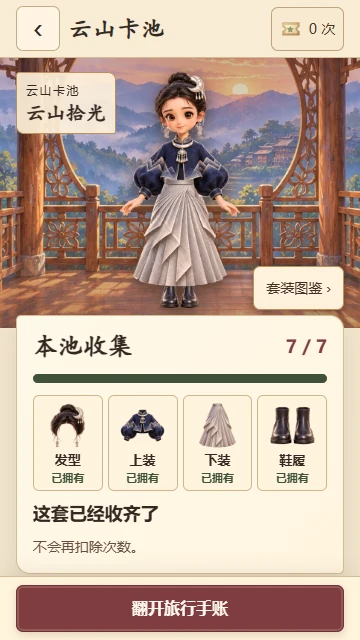 ‹ 云山卡池 0 次
云山卡池
云山拾光
套装图鉴 ›
本池收集 7 / 7
发型 上装 下装 鞋履
已拥有 已拥有 已拥有 已拥有
这套已经收齐了
不会再扣除次数。
翻开旅行手账